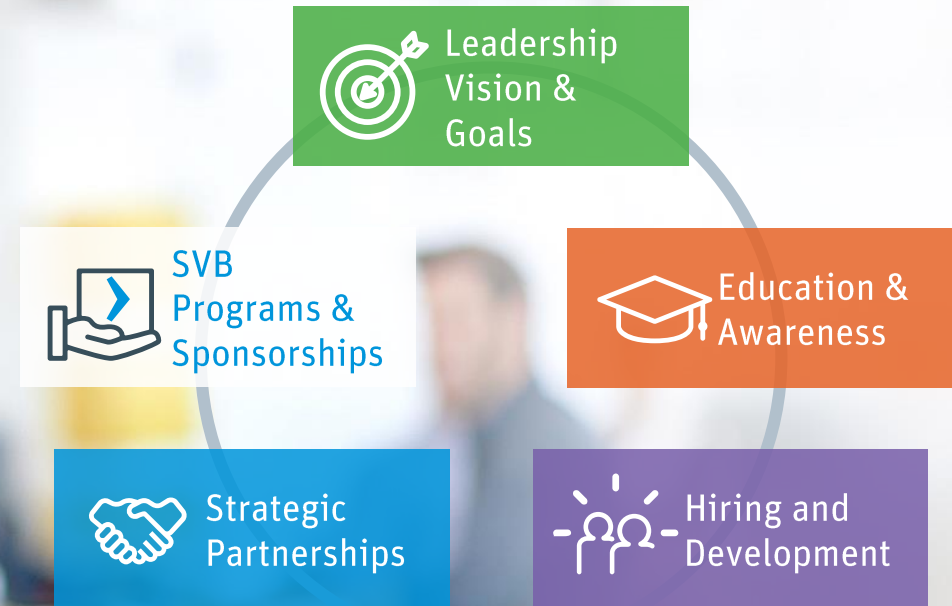 Leadership
Vision &
Goals
SVB
Programs &
Sponsorships
Education &
Awareness
Strategic
Partnerships
Hiring and
Development